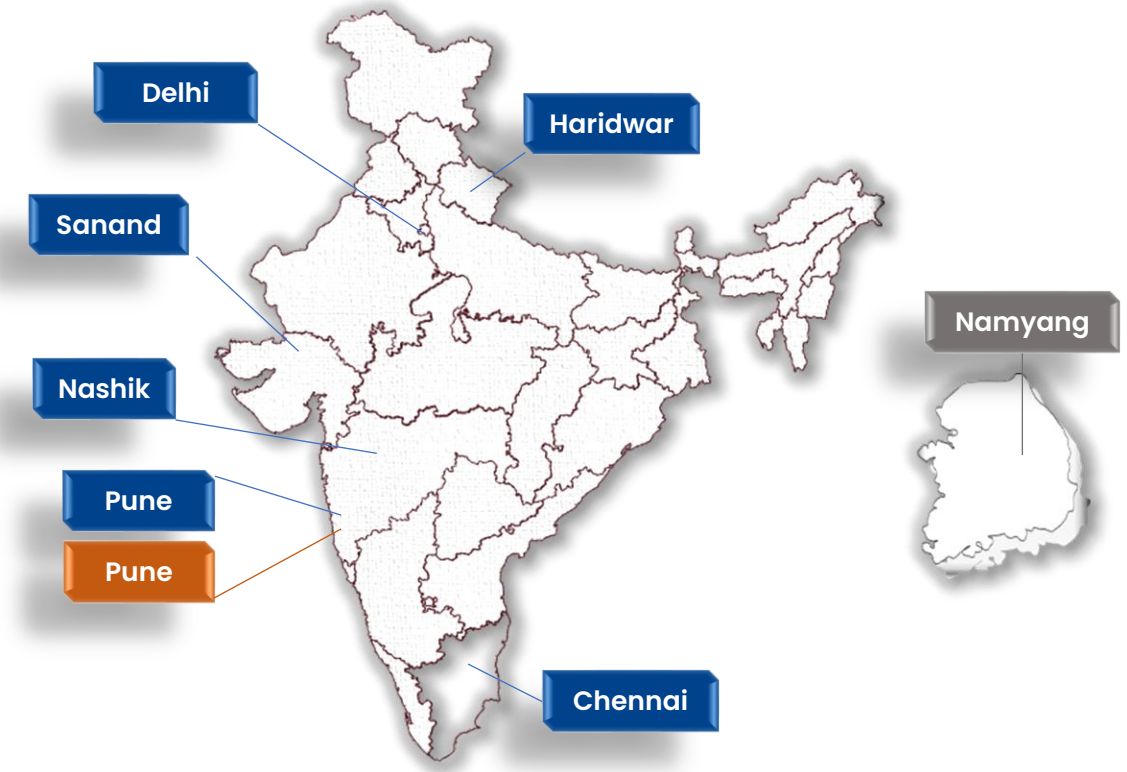 Delhi
Haridwar
Sanand
Namyang
Nashik
Pune
Pune
Chennai